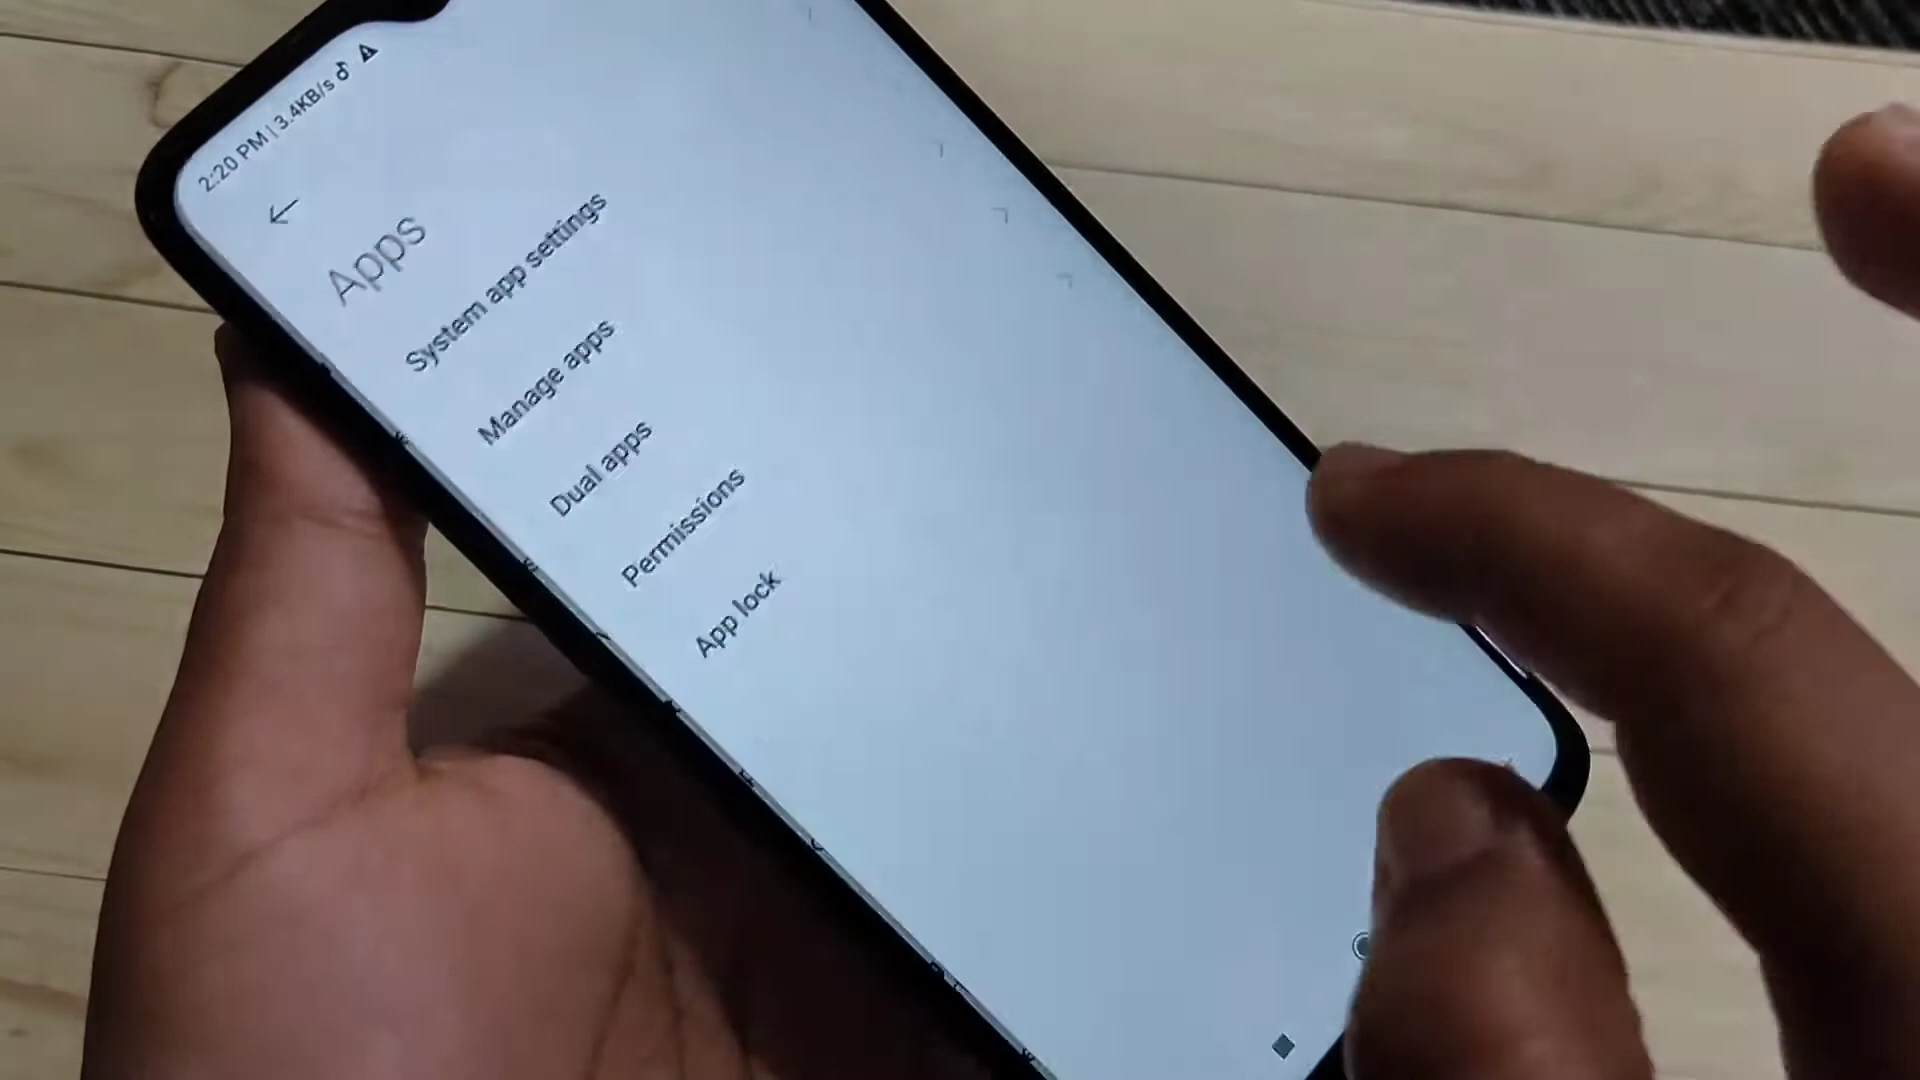 2:20 PM | 3.4KB/s
Apps
System app settings
Manage apps
Dual apps
Permissions
App lock